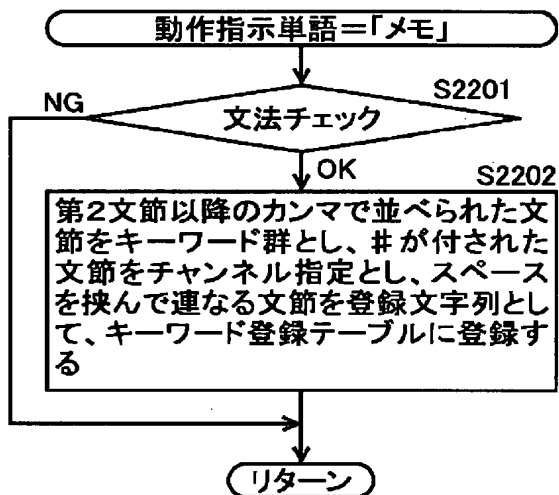 動作指示単語＝「メモ」
S2201
NG
文法チェック
OK
S2202
第2文節以降のカンマで並べられた文
節をキーワード群とし、＃が付された
文節をチャンネル指定とし、スペース
を挟んで連なる文節を登録文字列とし
て、キーワード登録テーブルに登録す
る
リターン